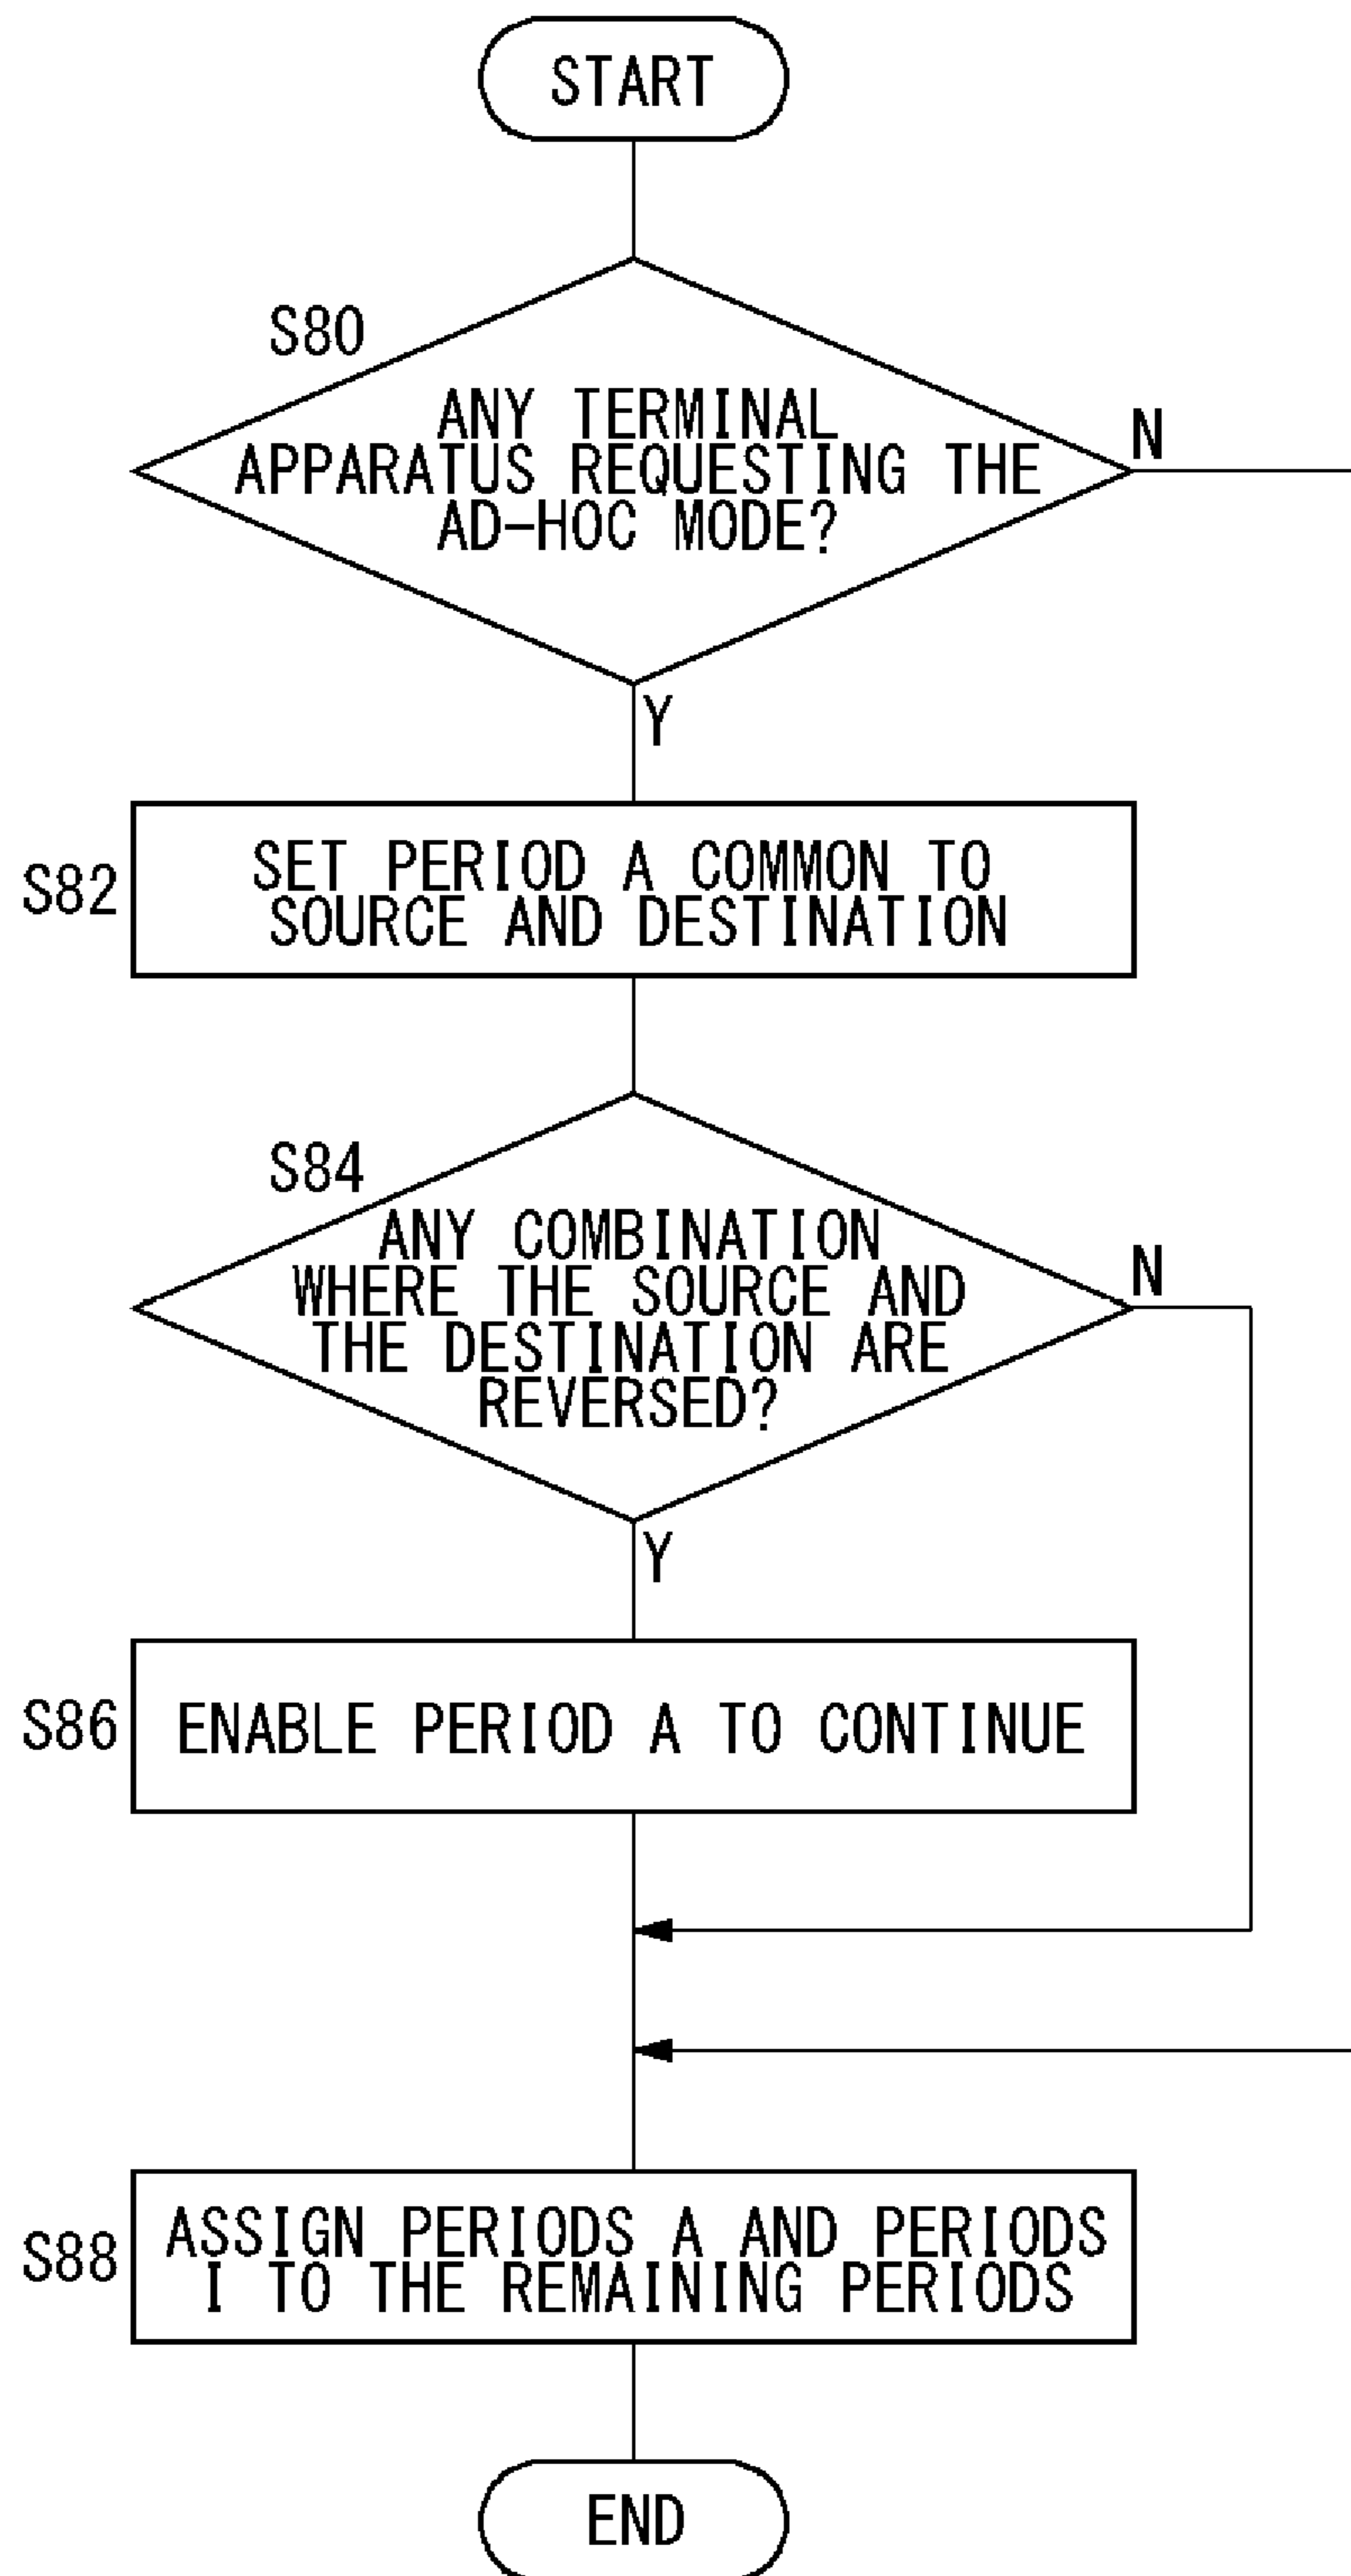 START
S80
ANY TERMINAL
APPARATUS REQUESTING THE
AD-HOC MODE?
N
Y
S82
SET PERIOD A COMMON TO
SOURCE AND DESTINATION
S84
ANY COMBINATION
WHERE THE SOURCE AND
THE DESTINATION ARE
REVERSED?
N
Y
S86
ENABLE PERIOD A TO CONTINUE
S88
ASSIGN PERIODS A AND PERIODS
I TO THE REMAINING PERIODS
END